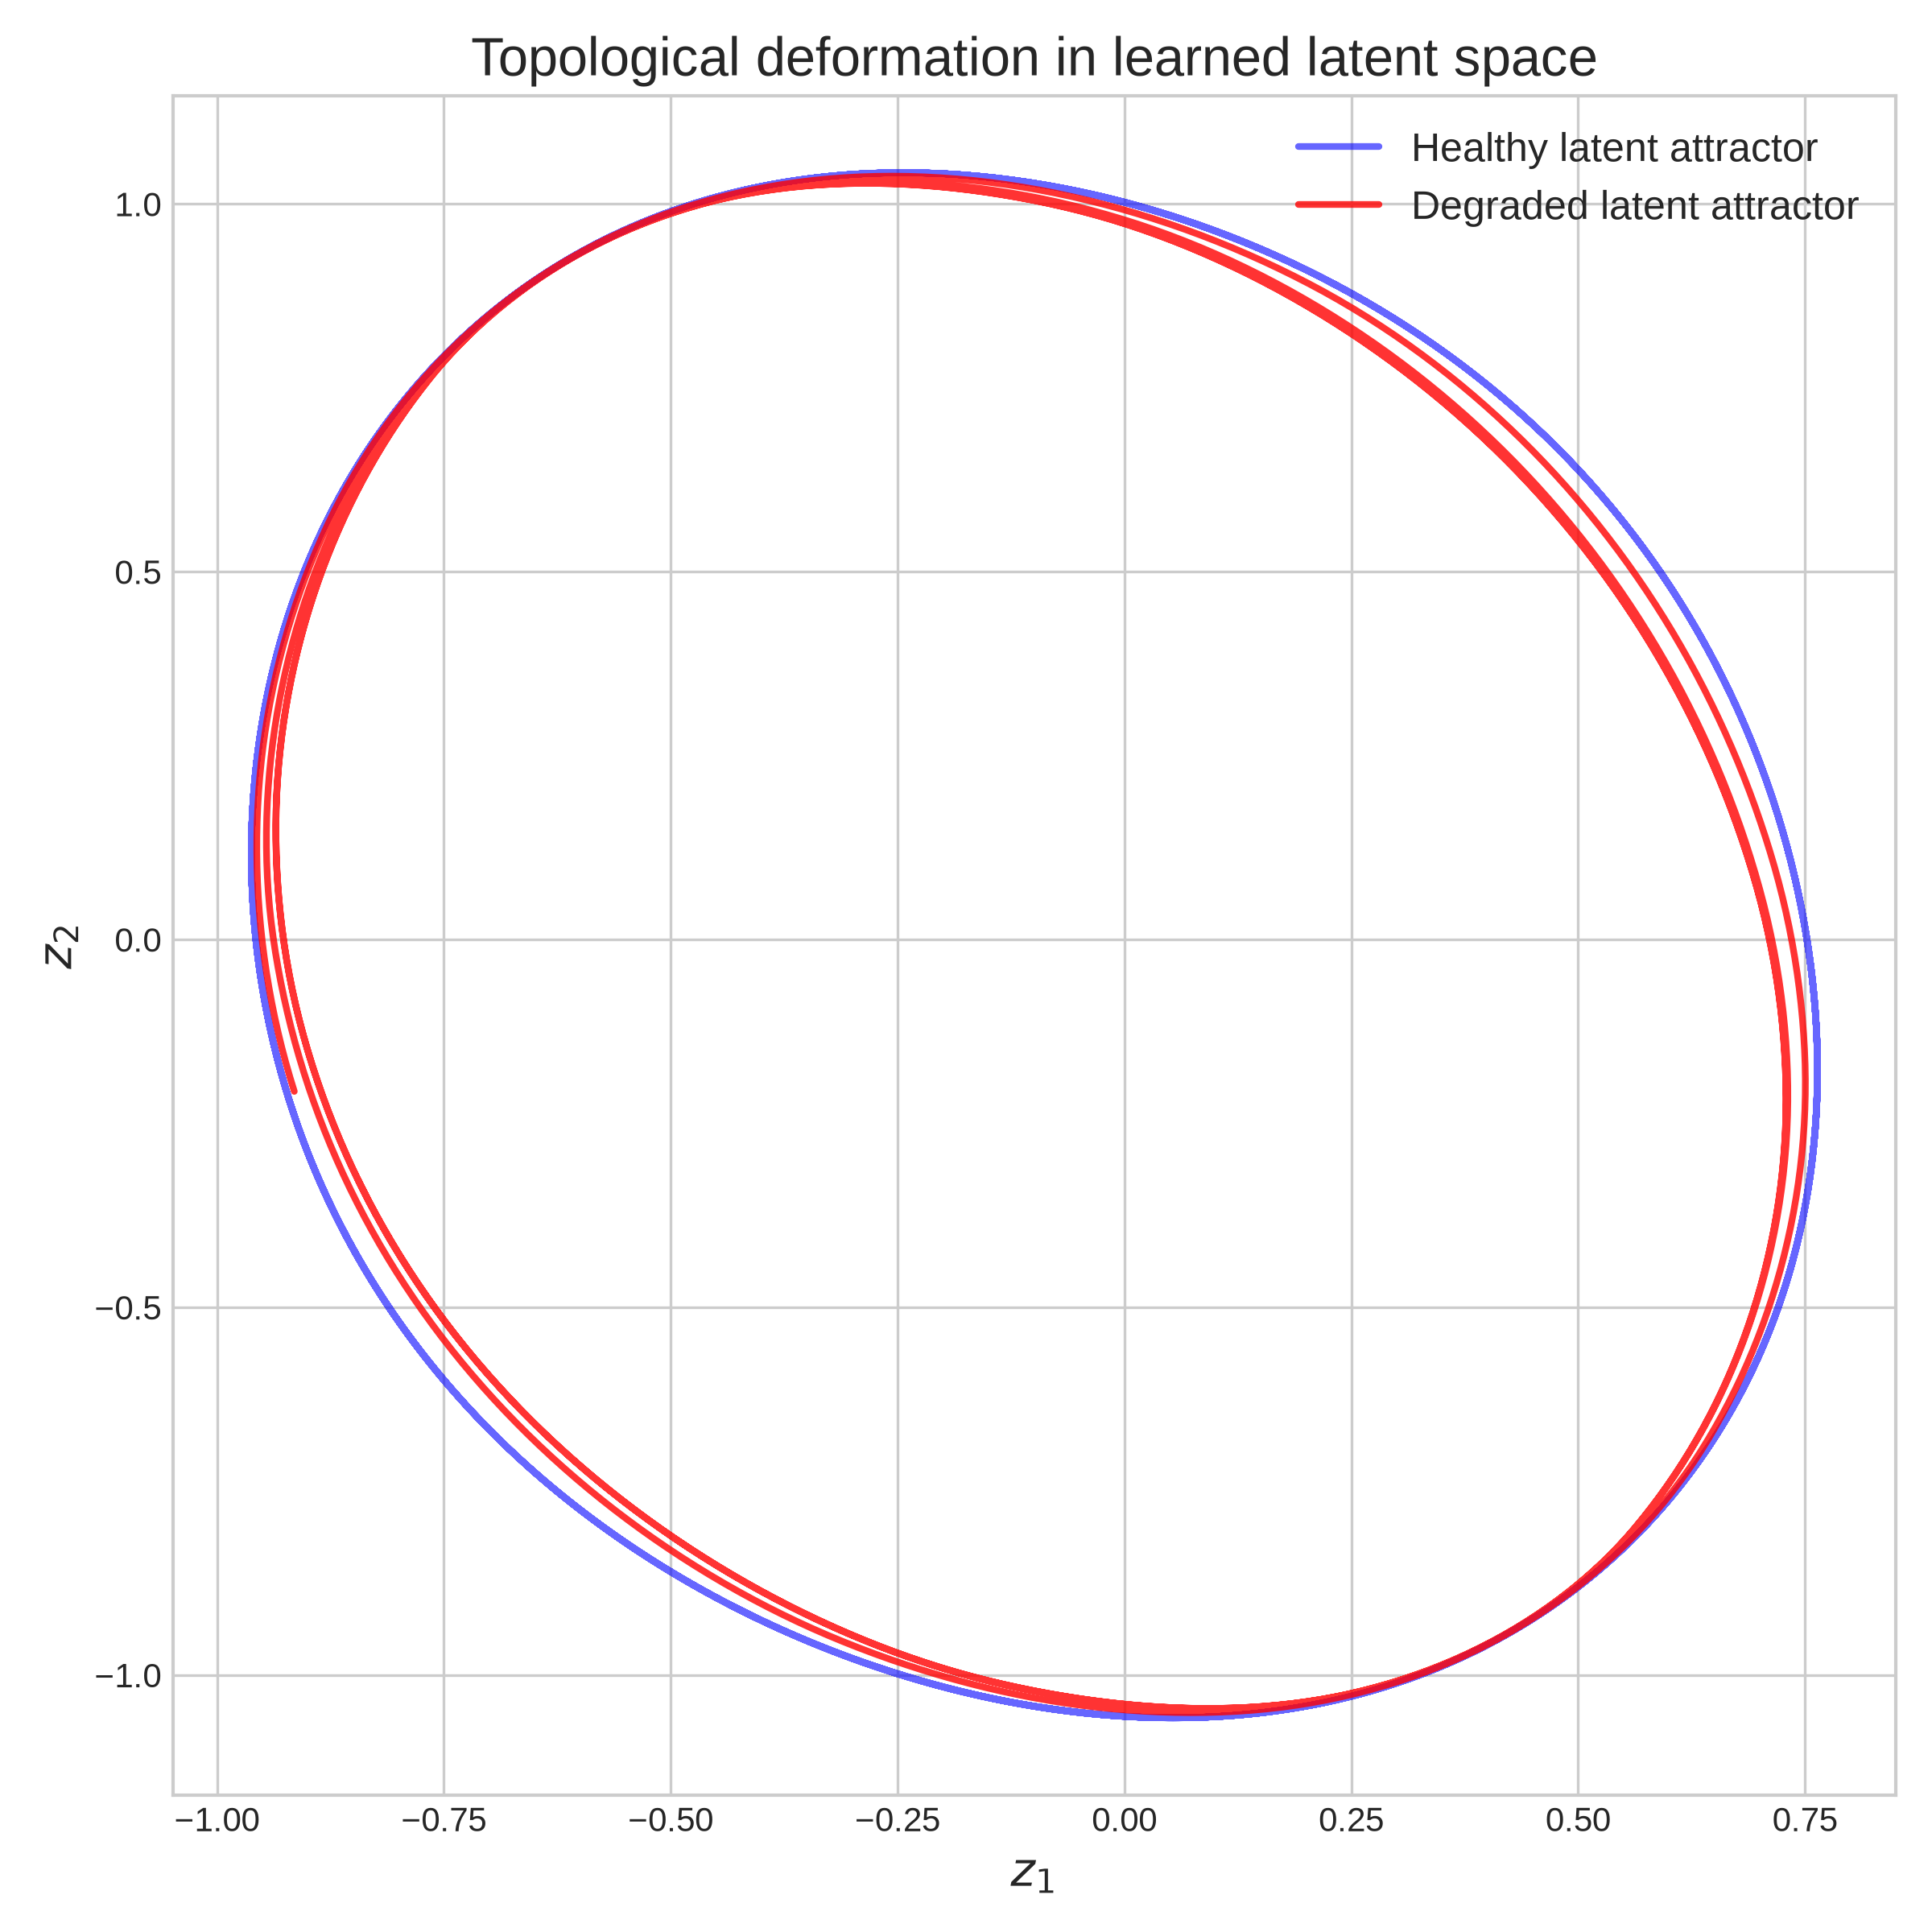 Topological deformation in learned latent space
Healthy latent attractor
Degraded latent attractor
1.0
0.5
0.0
−0.5
−1.0
z₂
−1.00 −0.75 −0.50 −0.25 0.00 0.25 0.50 0.75
z₁